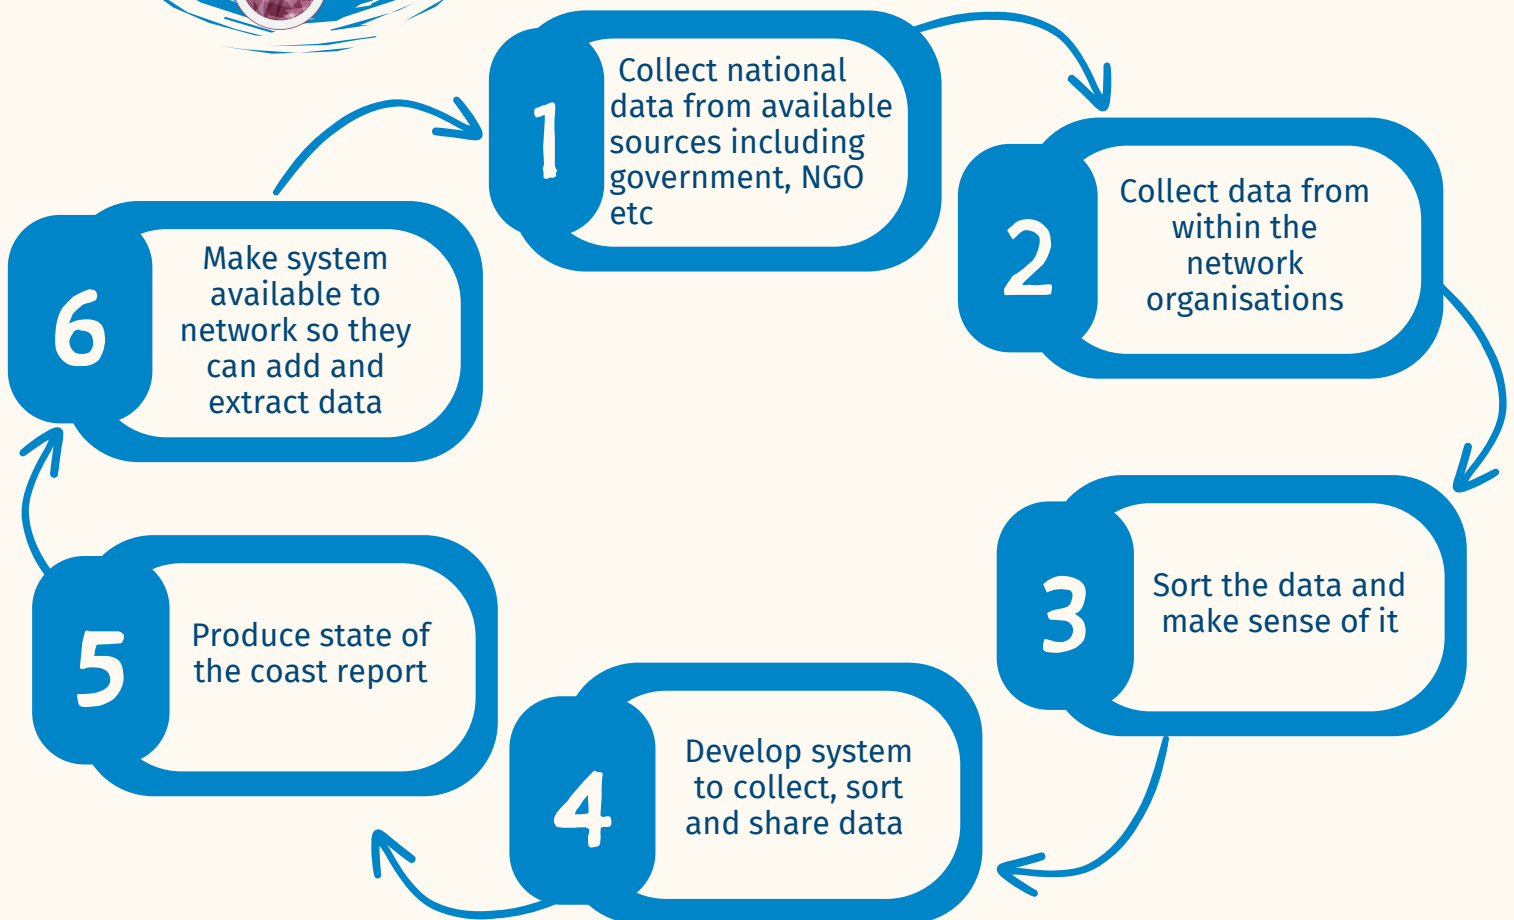 1
Collect national
data from available
sources including
government, NGO
etc
2
Collect data from
within the
network
organisations
3
Sort the data and
make sense of it
4
Develop system
to collect, sort
and share data
5
Produce state of
the coast report
6
Make system
available to
network so they
can add and
extract data